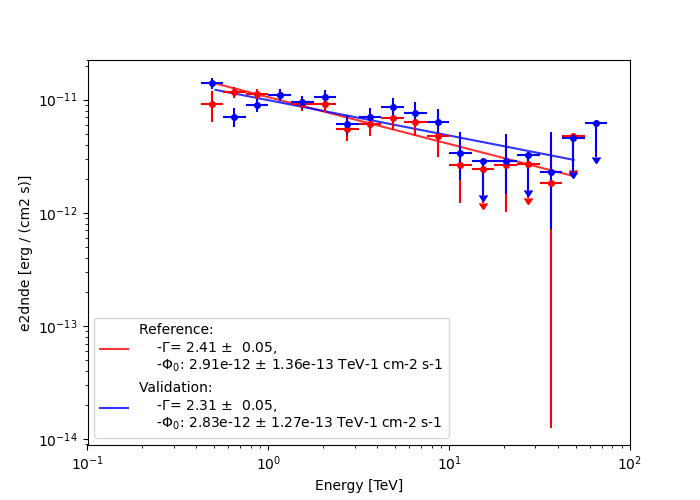 e2dnde [erg / (cm2 s)]
10⁻¹¹
10⁻¹²
10⁻¹³
10⁻¹⁴
Reference:
-Γ= 2.41 ± 0.05,
-Φ₀: 2.91e-12 ± 1.36e-13 TeV-1 cm-2 s-1
Validation:
-Γ= 2.31 ± 0.05,
-Φ₀: 2.83e-12 ± 1.27e-13 TeV-1 cm-2 s-1
10⁻¹ 10⁰ 10¹ 10²
Energy [TeV]